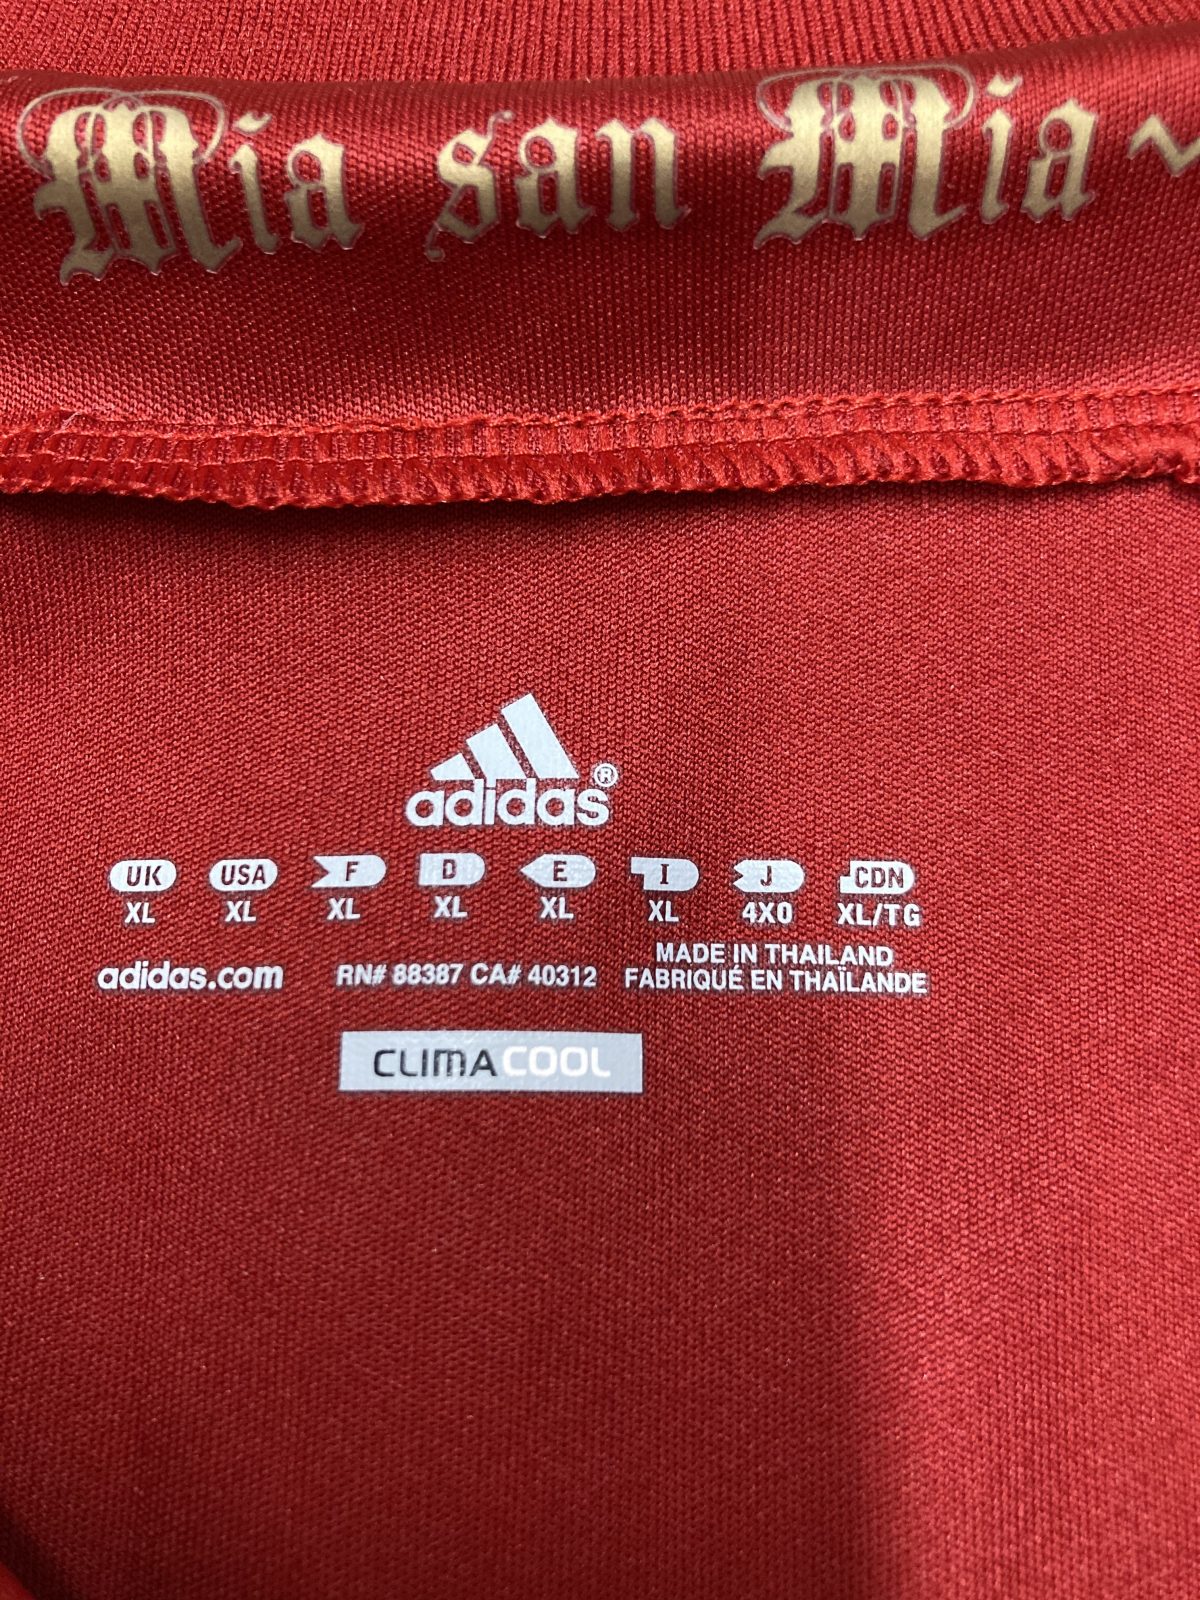 Mia san Mia~
adidas®
UK USA F D E I J CDN
XL XL XL XL XL XL 4XO XL/TG
adidas.com RN# 88387 CA# 40312 MADE IN THAILAND
FABRIQUÉ EN THAÏLANDE
CLIMACOOL